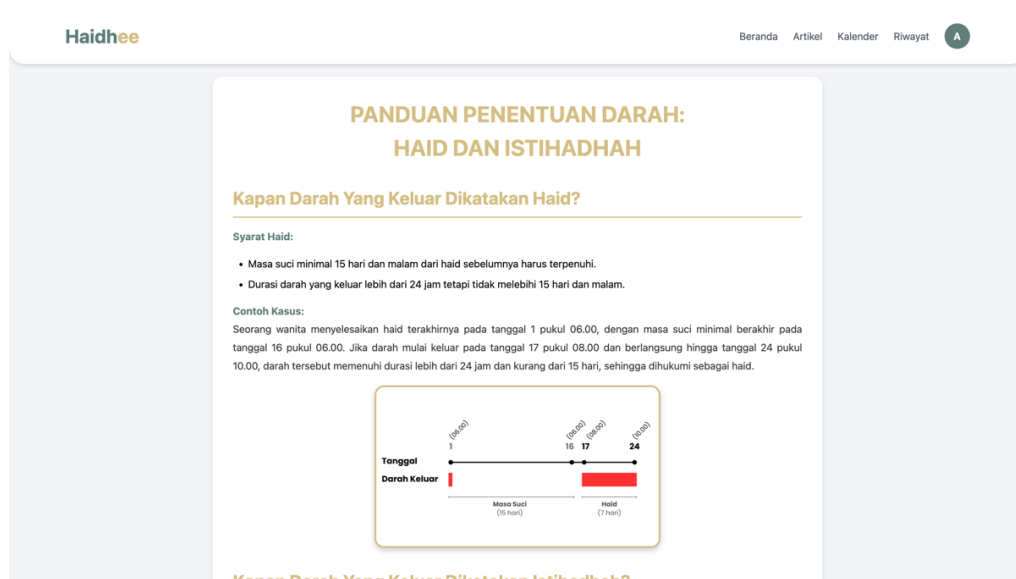 Haidhee
Beranda Artikel Kalender Riwayat A
PANDUAN PENENTUAN DARAH:
HAID DAN ISTIHADHAH
Kapan Darah Yang Keluar Dikatakan Haid?
Syarat Haid:
• Masa suci minimal 15 hari dan malam dari haid sebelumnya harus terpenuhi.
• Durasi darah yang keluar lebih dari 24 jam tetapi tidak melebihi 15 hari dan malam.
Contoh Kasus:
Seorang wanita menyelesaikan haid terakhirnya pada tanggal 1 pukul 06.00, dengan masa suci minimal berakhir pada
tanggal 16 pukul 06.00. Jika darah mulai keluar pada tanggal 17 pukul 08.00 dan berlangsung hingga tanggal 24 pukul
10.00, darah tersebut memenuhi durasi lebih dari 24 jam dan kurang dari 15 hari, sehingga dihukumi sebagai haid.
(06.00) (06.00) (08.00) (10.00)
1 16 17 24
Tanggal
Darah Keluar
Masa Suci Haid
(15 hari) (7 hari)
Kapan Darah Yang Keluar Dikatakan Istihadhah?